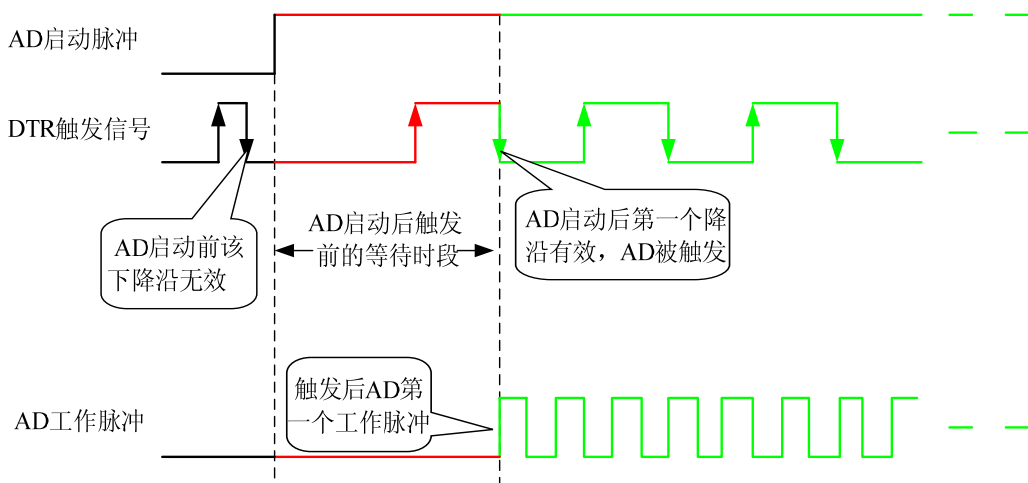 AD启动脉冲
DTR触发信号
AD启动前该
下降沿无效
AD启动后触发
前的等待时段
AD启动后第一个降
沿有效，AD被触发
触发后AD第
一个工作脉冲
AD工作脉冲